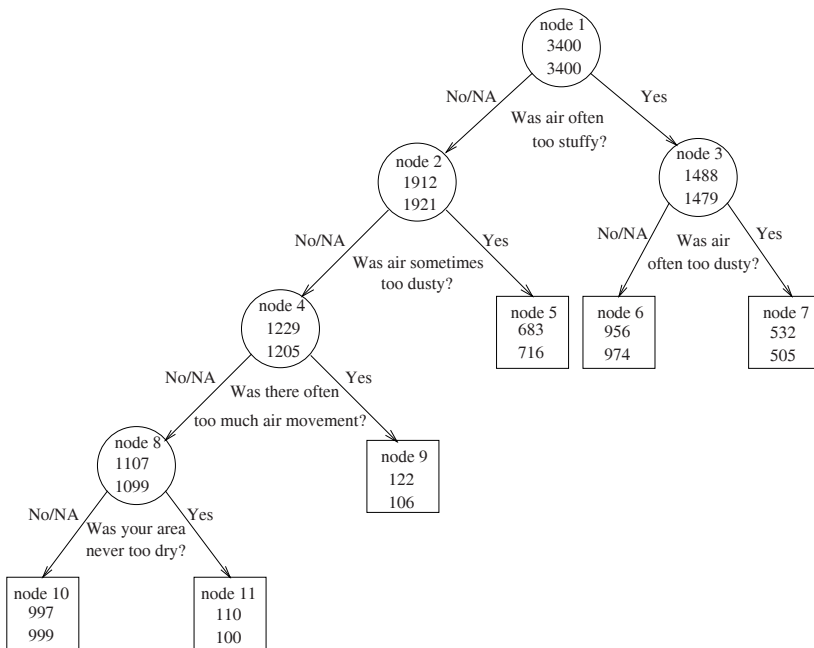 node 1
3400
3400
No/NA
Yes
Was air often
too stuffy?
node 2
1912
1921
node 3
1488
1479
No/NA
Yes
Was air sometimes
too dusty?
No/NA
Yes
Was air
often too dusty?
node 4
1229
1205
node 5
683
716
node 6
956
974
node 7
532
505
No/NA
Yes
Was there often
too much air movement?
node 8
1107
1099
node 9
122
106
No/NA
Yes
Was your area
never too dry?
node 10
997
999
node 11
110
100